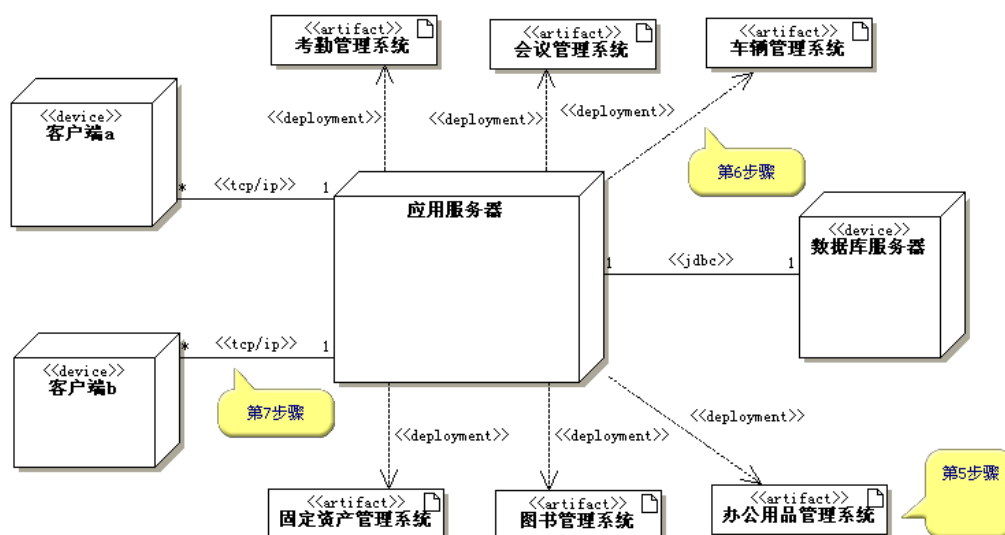 <<artifact>>
考勤管理系统
<<artifact>>
会议管理系统
<<artifact>>
车辆管理系统
<<deployment>>
<<deployment>>
<<deployment>>
<<device>>
客户端a
第6步骤
* <<tcp/ip>> 1
应用服务器
<<device>>
数据库服务器
1 <<jdbc>> 1
* <<tcp/ip>> 1
<<device>>
客户端b
第7步骤
<<deployment>>
<<deployment>>
<<deployment>>
第5步骤
<<artifact>>
固定资产管理系统
<<artifact>>
图书管理系统
<<artifact>>
办公用品管理系统